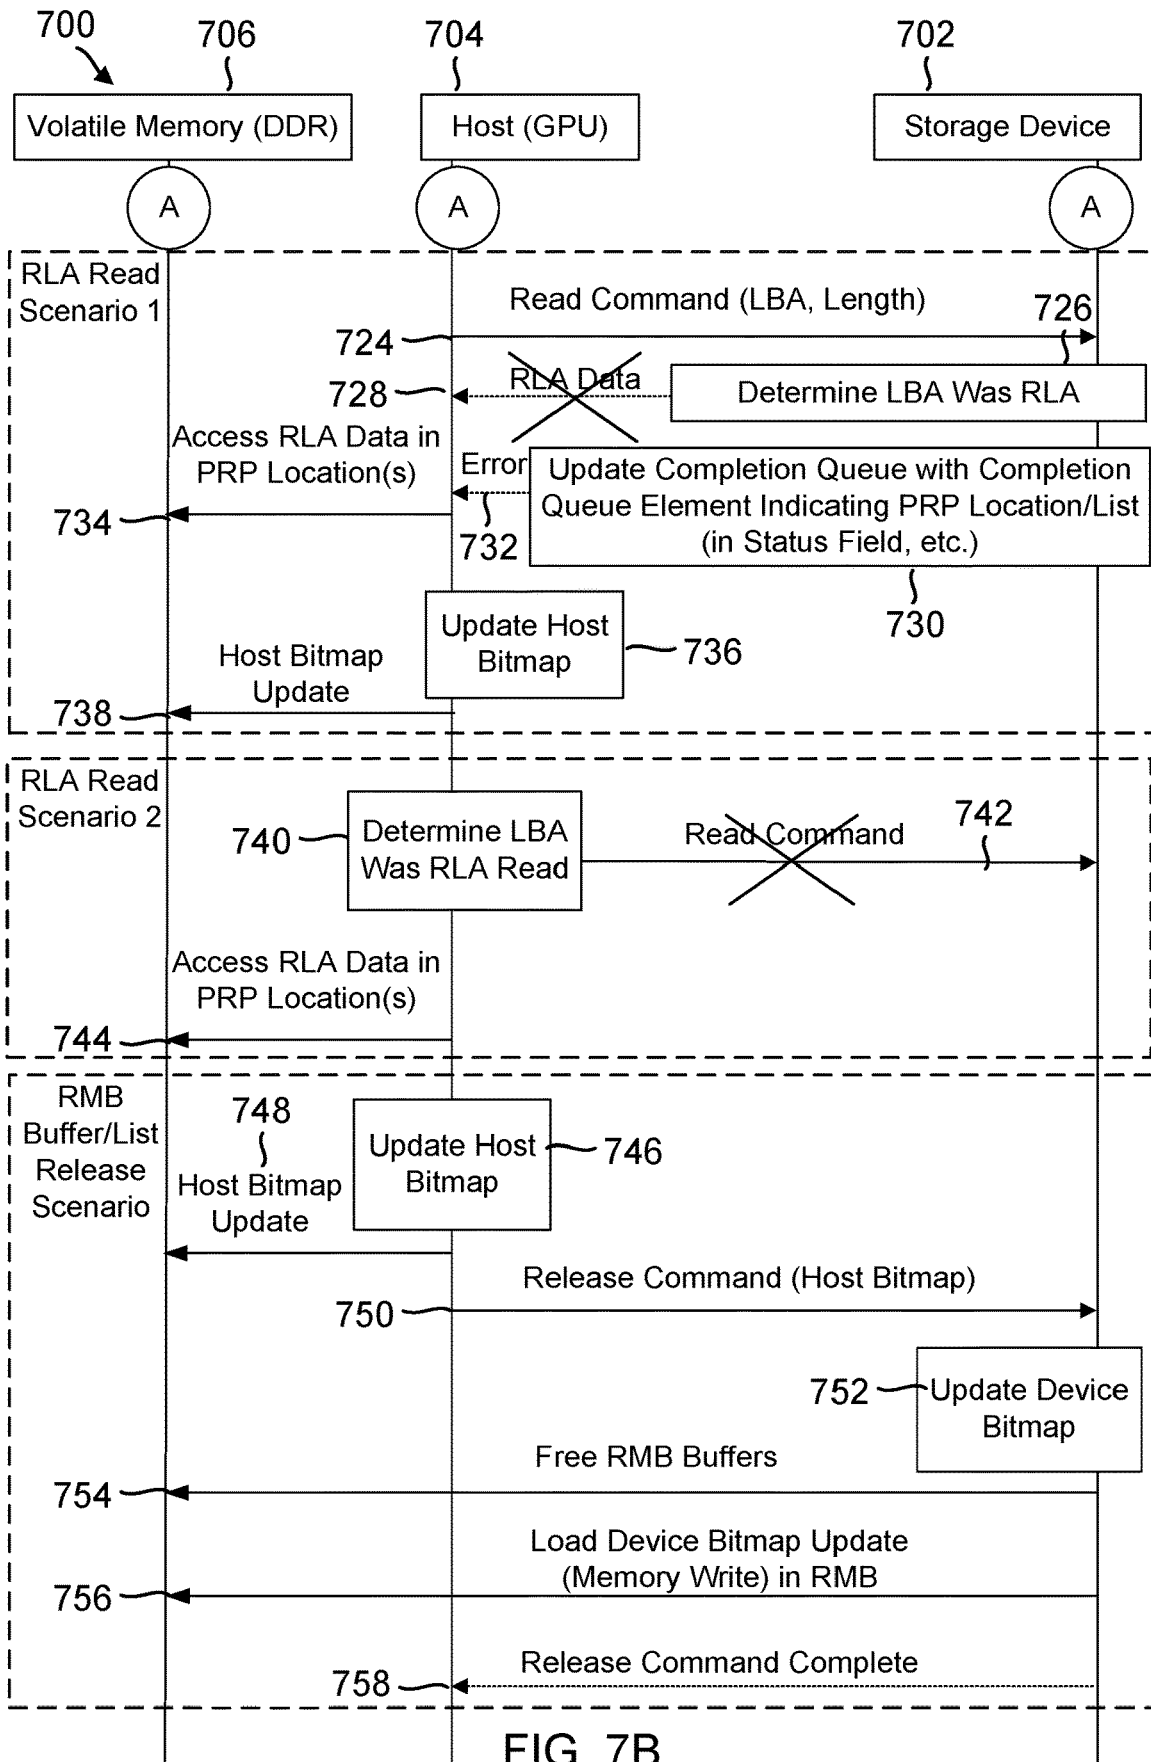 700
706
704
702
Volatile Memory (DDR)
Host (GPU)
Storage Device
A
A
A
RLA Read
Scenario 1
Read Command (LBA, Length)
726
724
RLA Data
728
Determine LBA Was RLA
Access RLA Data in
PRP Location(s)
Error
Update Completion Queue with Completion
Queue Element Indicating PRP Location/List
(in Status Field, etc.)
734
732
730
Update Host
Bitmap
736
Host Bitmap
Update
738
RLA Read
Scenario 2
740
Determine LBA
Was RLA Read
Read Command
742
Access RLA Data in
PRP Location(s)
744
RMB
Buffer/List
Release
Scenario
748
Host Bitmap
Update
Update Host
Bitmap
746
Release Command (Host Bitmap)
750
752
Update Device
Bitmap
Free RMB Buffers
754
Load Device Bitmap Update
(Memory Write) in RMB
756
Release Command Complete
758
FIG. 7B